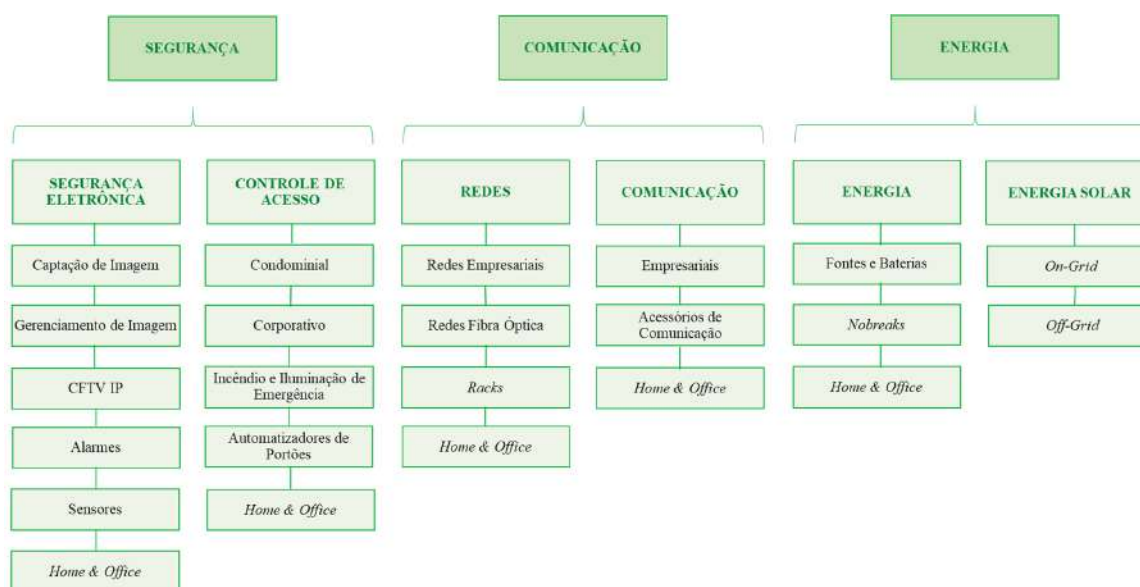 SEGURANÇA
COMUNICAÇÃO
ENERGIA
SEGURANÇA
ELETRÔNICA
Captação de Imagem
Gerenciamento de Imagem
CFTV IP
Alarmes
Sensores
Home & Office
CONTROLE DE
ACESSO
Condominial
Corporativo
Incêndio e Iluminação de
Emergência
Automatizadores de
Portões
Home & Office
REDES
Redes Empresariais
Redes Fibra Óptica
Racks
Home & Office
COMUNICAÇÃO
Empresariais
Acessórios de
Comunicação
Home & Office
ENERGIA
Fontes e Baterias
Nobreaks
Home & Office
ENERGIA SOLAR
On-Grid
Off-Grid